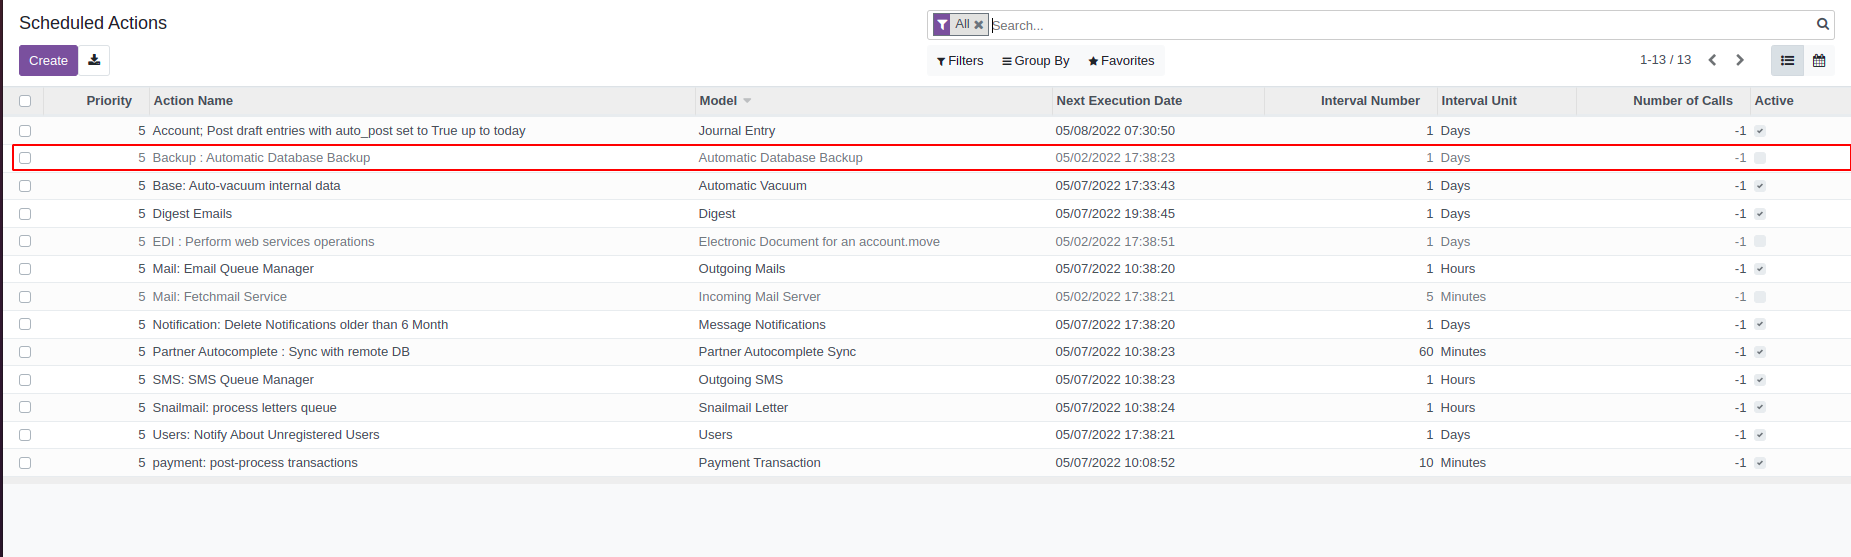 Scheduled Actions
All Search...
Create
Filters Group By Favorites 1-13 / 13
Priority Action Name Model Next Execution Date Interval Number Interval Unit Number of Calls Active
5 Account; Post draft entries with auto_post set to True up to today Journal Entry 05/08/2022 07:30:50 1 Days -1
5 Backup : Automatic Database Backup Automatic Database Backup 05/02/2022 17:38:23 1 Days -1
5 Base: Auto-vacuum internal data Automatic Vacuum 05/07/2022 17:33:43 1 Days -1
5 Digest Emails Digest 05/07/2022 19:38:45 1 Days -1
5 EDI : Perform web services operations Electronic Document for an account.move 05/02/2022 17:38:51 1 Days -1
5 Mail: Email Queue Manager Outgoing Mails 05/07/2022 10:38:20 1 Hours -1
5 Mail: Fetchmail Service Incoming Mail Server 05/02/2022 17:38:21 5 Minutes -1
5 Notification: Delete Notifications older than 6 Month Message Notifications 05/07/2022 17:38:20 1 Days -1
5 Partner Autocomplete : Sync with remote DB Partner Autocomplete Sync 05/07/2022 10:38:23 60 Minutes -1
5 SMS: SMS Queue Manager Outgoing SMS 05/07/2022 10:38:23 1 Hours -1
5 Snailmail: process letters queue Snailmail Letter 05/07/2022 10:38:24 1 Hours -1
5 Users: Notify About Unregistered Users Users 05/07/2022 17:38:21 1 Days -1
5 payment: post-process transactions Payment Transaction 05/07/2022 10:08:52 10 Minutes -1